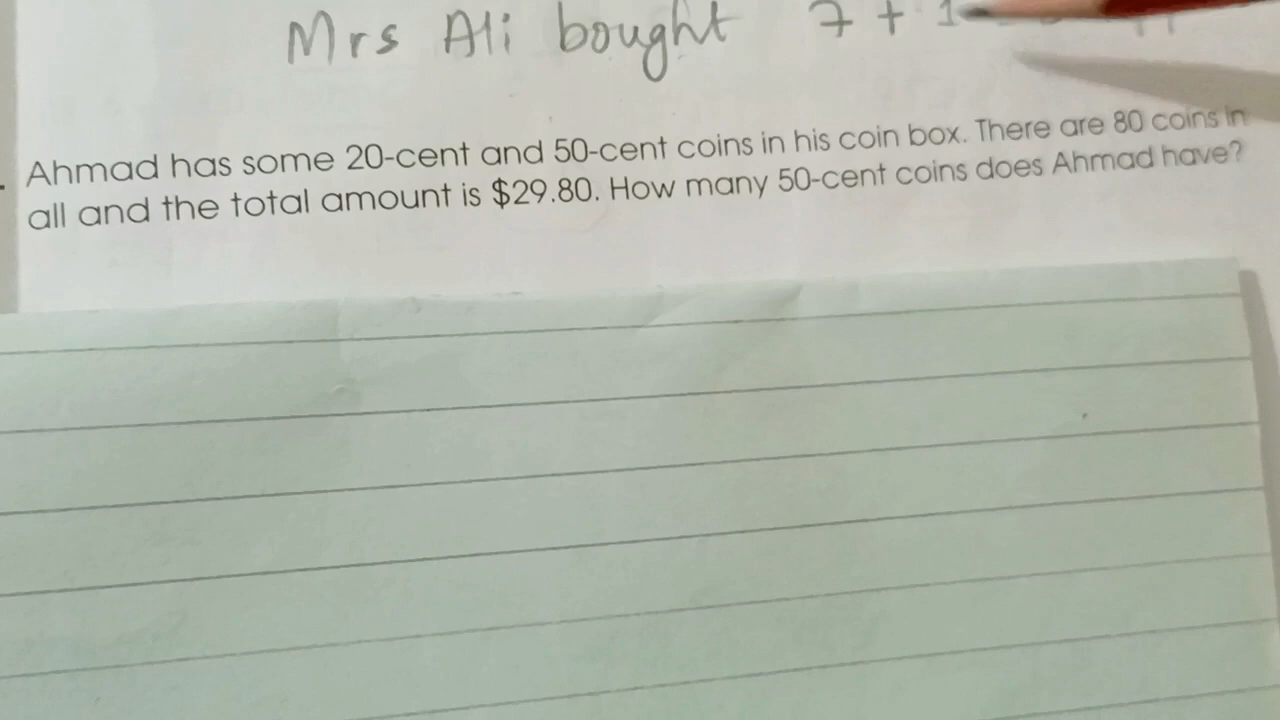 Mrs Ali bought 7 + 1
Ahmad has some 20-cent and 50-cent coins in his coin box. There are 80 coins in
all and the total amount is $29.80. How many 50-cent coins does Ahmad have?